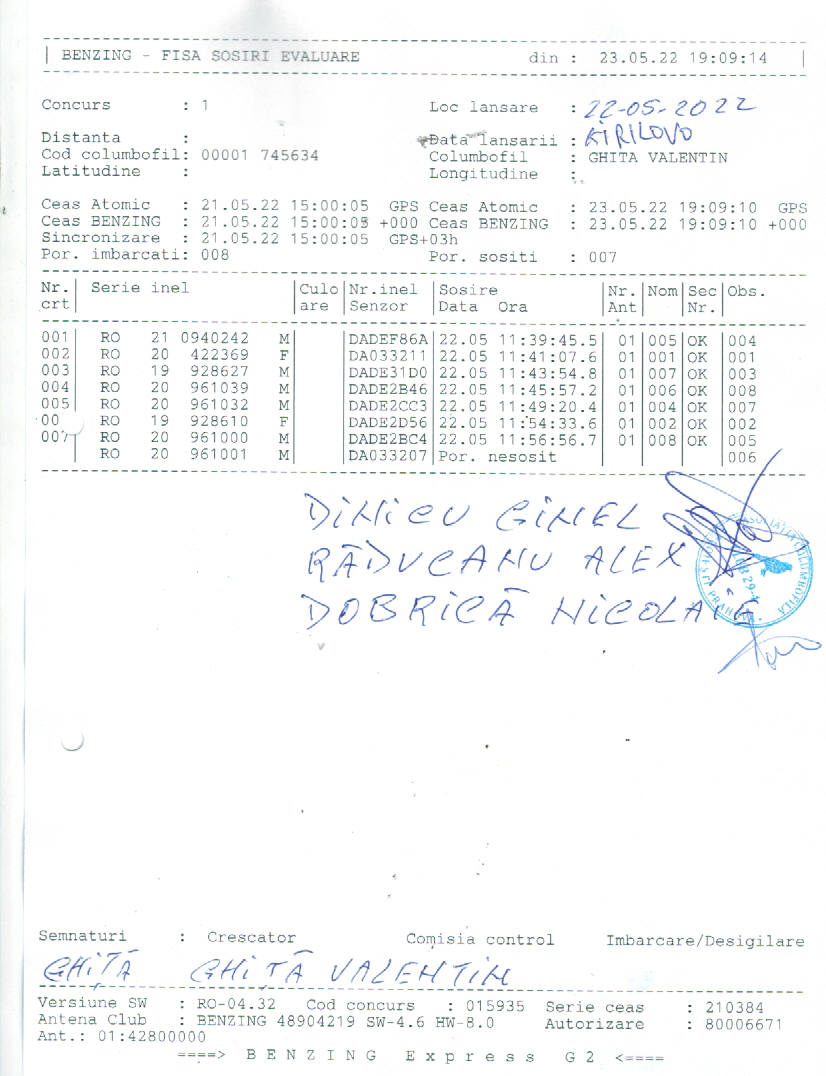 BENZING - FISA SOSIRI EVALUARE din : 23.05.22 19:09:14
Concurs : 1 Loc lansare : 22-05-2022
Distanta : Data lansarii : KIRILOVO
Cod columbofil: 00001 745634 Columbofil : GHITA VALENTIN
Latitudine : Longitudine :
Ceas Atomic : 21.05.22 15:00:05 GPS Ceas Atomic : 23.05.22 19:09:10 GPS
Ceas BENZING : 21.05.22 15:00:05 +000 Ceas BENZING : 23.05.22 19:09:10 +000
Sincronizare : 21.05.22 15:00:05 GPS+03h
Por. imbarcati: 008 Por. sositi : 007
Nr. Serie inel Culo Nr.inel Sosire Nr. Nom Sec Obs.
crt are Senzor Data Ora Ant Nr.
001 RO 21 0940242 M DADEF86A 22.05 11:39:45.5 01 005 OK 004
002 RO 20 422369 F DA033211 22.05 11:41:07.6 01 001 OK 001
003 RO 19 928627 M DADE31D0 22.05 11:43:54.8 01 007 OK 003
004 RO 20 961039 M DADE2B46 22.05 11:45:57.2 01 006 OK 008
005 RO 20 961032 M DADE2CC3 22.05 11:49:20.4 01 004 OK 007
00 RO 19 928610 F DADE2D56 22.05 11:54:33.6 01 002 OK 002
007 RO 20 961000 M DADE2BC4 22.05 11:56:56.7 01 008 OK 005
RO 20 961001 M DA033207 Por. nesosit 006
DINICU GINEL
RĂDUCANU ALEX
DOBRICĂ NICOLAIE
Semnaturi : Crescator Comisia control Imbarcare/Desigilare
GHIȚĂ GHIȚĂ VALENTIN
Versiune SW : RO-04.32 Cod concurs : 015935 Serie ceas : 210384
Antena Club : BENZING 48904219 SW-4.6 HW-8.0 Autorizare : 80006671
Ant.: 01:42800000
====> B E N Z I N G E x p r e s s G 2 <====